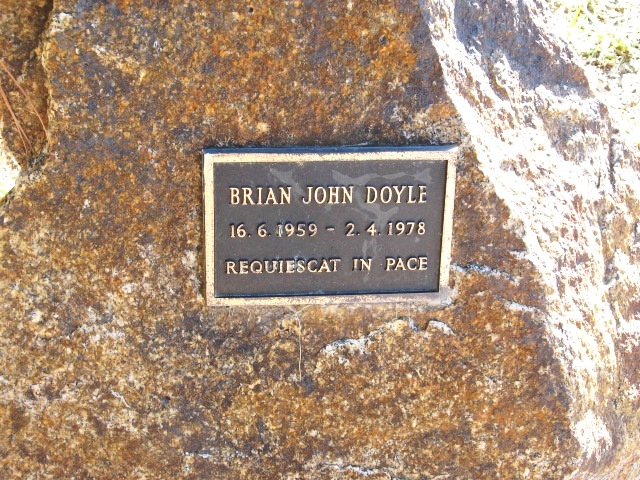 BRIAN JOHN DOYLE
16. 6. 1959 - 2. 4. 1978
REQUIESCAT IN PACE